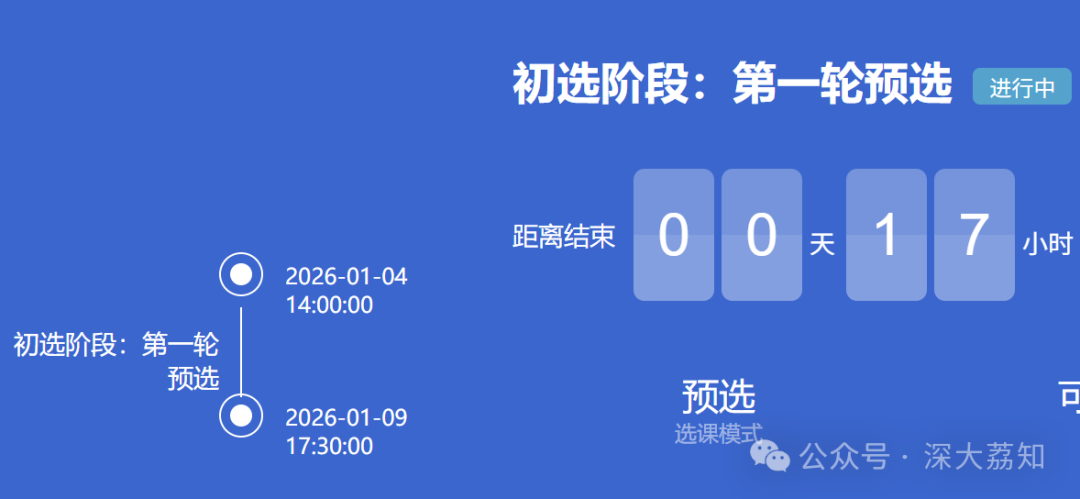 初选阶段：第一轮预选 进行中
距离结束 00天17小时
2026-01-04
14:00:00
初选阶段：第一轮
预选
2026-01-09
17:30:00
预选
选课模式
公众号 · 深大荔知